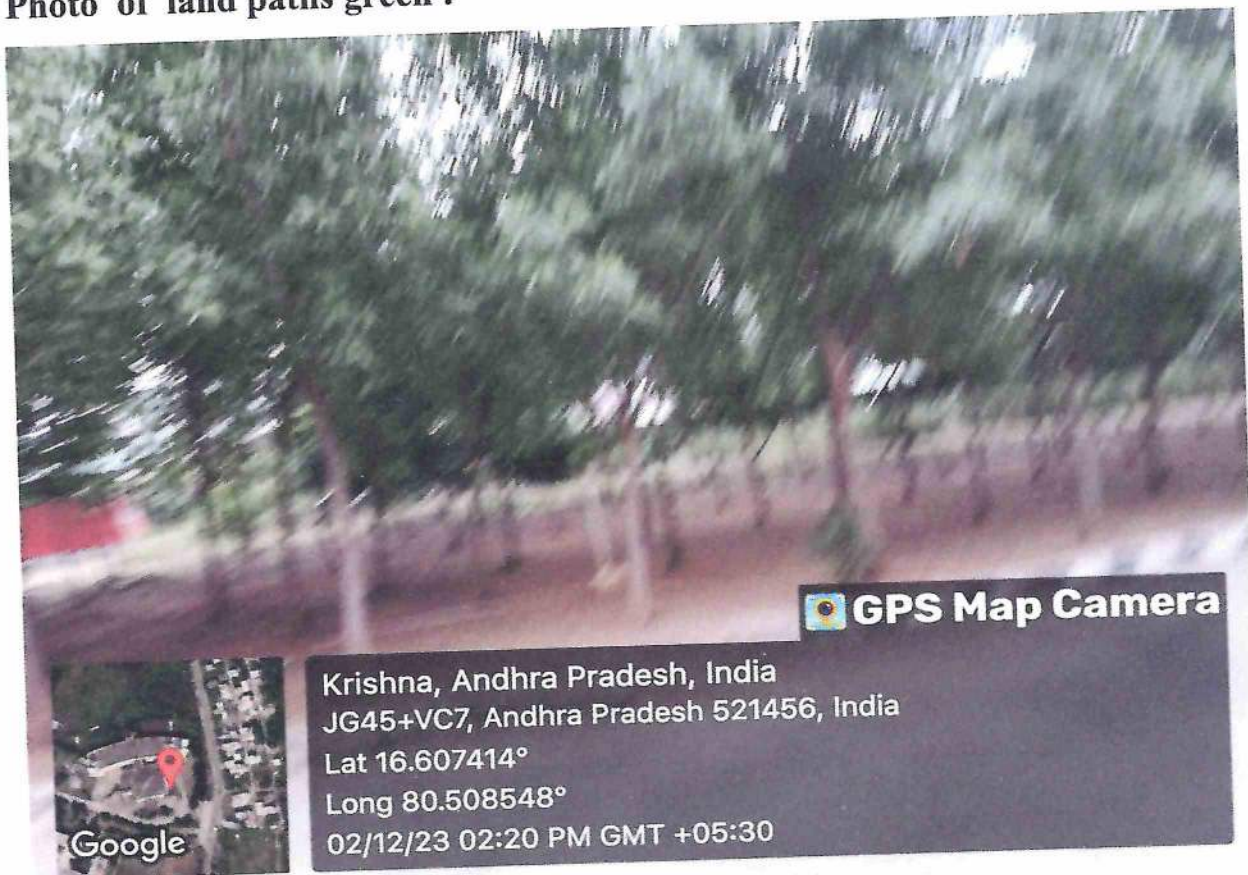 Photo of land paths green :
GPS Map Camera
Krishna, Andhra Pradesh, India
JG45+VC7, Andhra Pradesh 521456, India
Lat 16.607414°
Long 80.508548°
02/12/23 02:20 PM GMT +05:30
Google